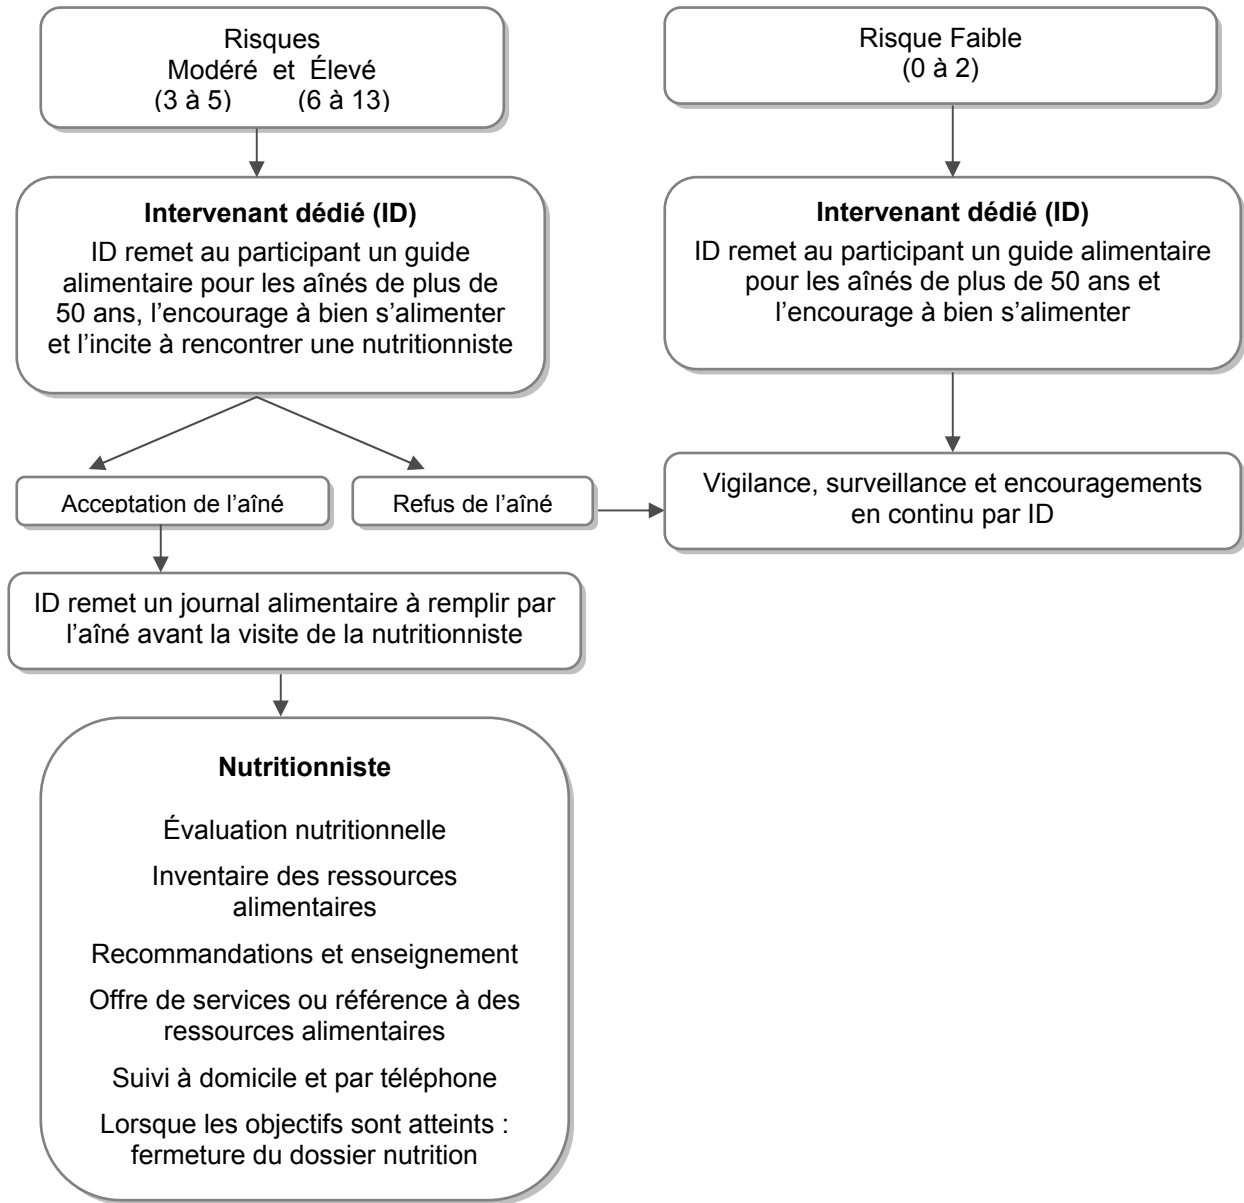 Risques
Modéré et Élevé
(3 à 5) (6 à 13)
Risque Faible
(0 à 2)
Intervenant dédié (ID)
ID remet au participant un guide
alimentaire pour les aînés de plus de
50 ans, l’encourage à bien s’alimenter
et l’incite à rencontrer une nutritionniste
Intervenant dédié (ID)
ID remet au participant un guide alimentaire
pour les aînés de plus de 50 ans et
l’encourage à bien s’alimenter
Acceptation de l’aîné
Refus de l’aîné
Vigilance, surveillance et encouragements
en continu par ID
ID remet un journal alimentaire à remplir par
l’aîné avant la visite de la nutritionniste
Nutritionniste
Évaluation nutritionnelle
Inventaire des ressources
alimentaires
Recommandations et enseignement
Offre de services ou référence à des
ressources alimentaires
Suivi à domicile et par téléphone
Lorsque les objectifs sont atteints :
fermeture du dossier nutrition